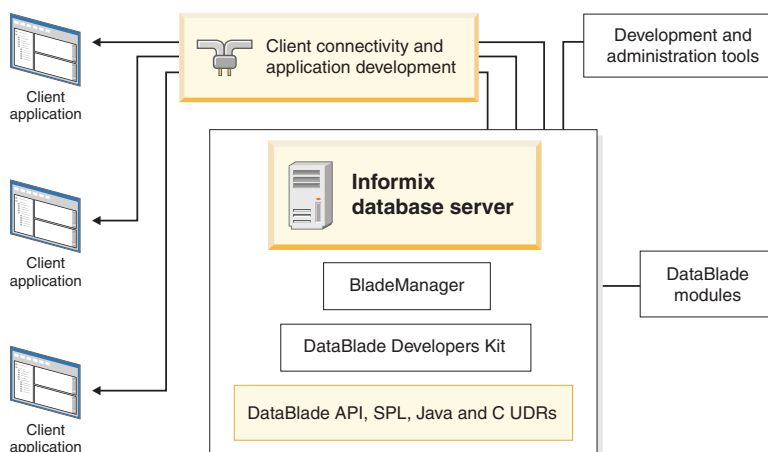 Client connectivity and
application development
Development and
administration tools
Client
application
Informix
database server
Client
application
BladeManager
DataBlade
modules
DataBlade Developers Kit
DataBlade API, SPL, Java and C UDRs
Client
application